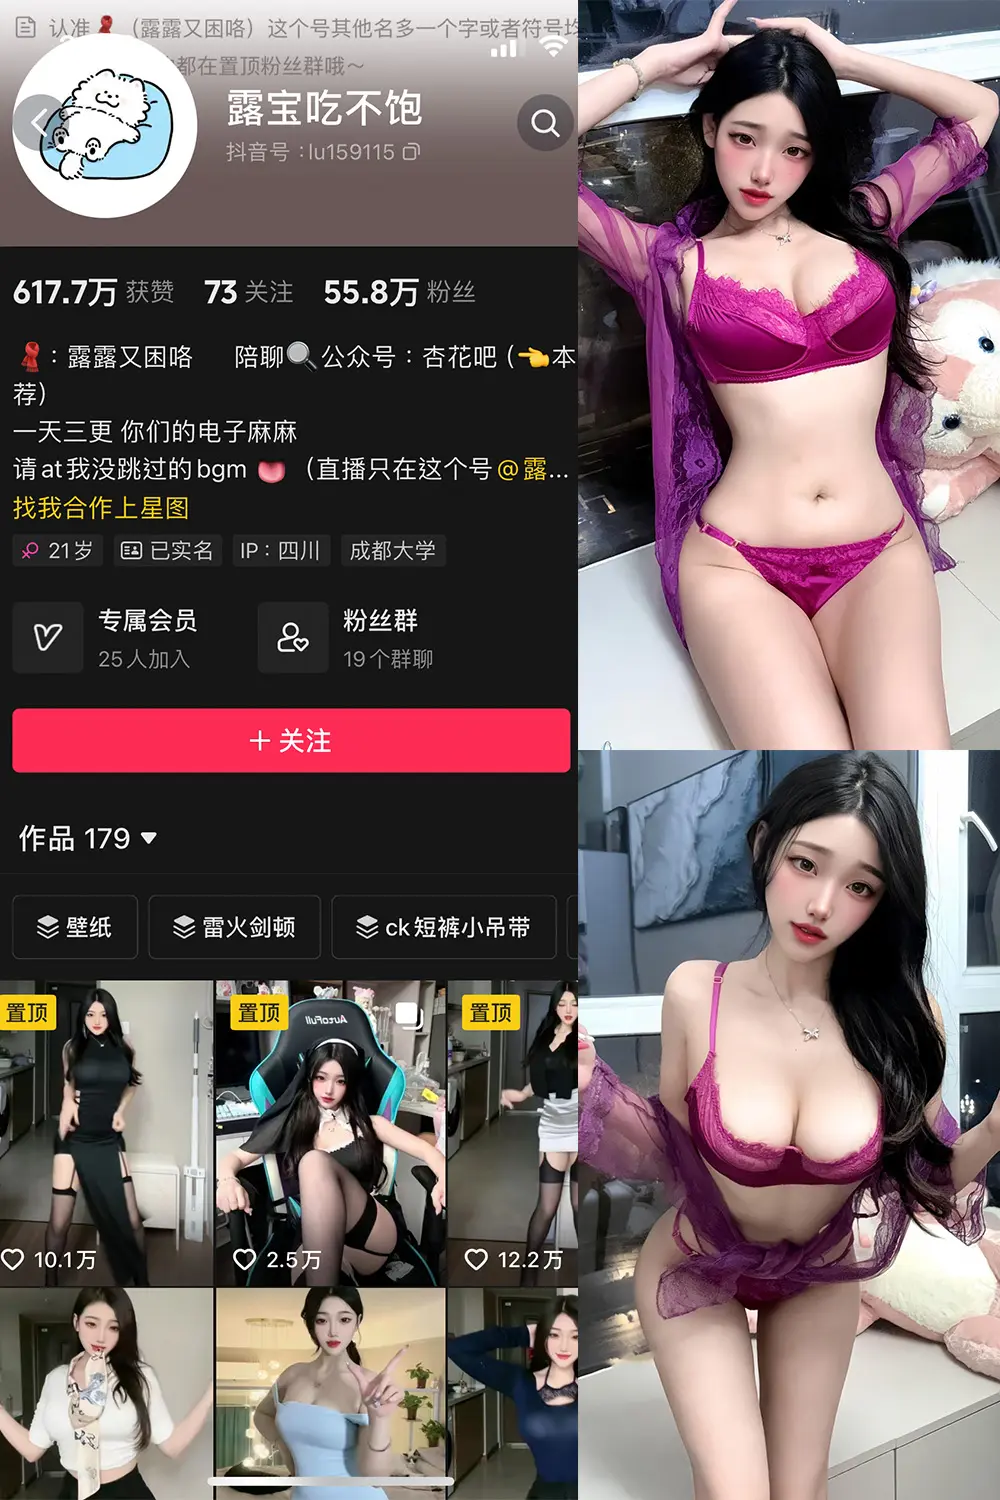 认准🧣（露露又困咯）这个号其他名多一个字或者符号均
都在置顶粉丝群哦～
露宝吃不饱
抖音号：lu159115
617.7万 获赞 73 关注 55.8万 粉丝
🧣：露露又困咯 陪聊🔍公众号：杏花吧（👈本
荐）
一天三更 你们的电子麻麻
请at我没跳过的bgm 👅（直播只在这个号@露...
找我合作上星图
21岁 已实名 IP：四川 成都大学
专属会员
25人加入
粉丝群
19个群聊
＋关注
作品 179
壁纸 雷火剑顿 ck短裤小吊带
置顶 置顶 置顶
AutoFull
10.1万 2.5万 12.2万